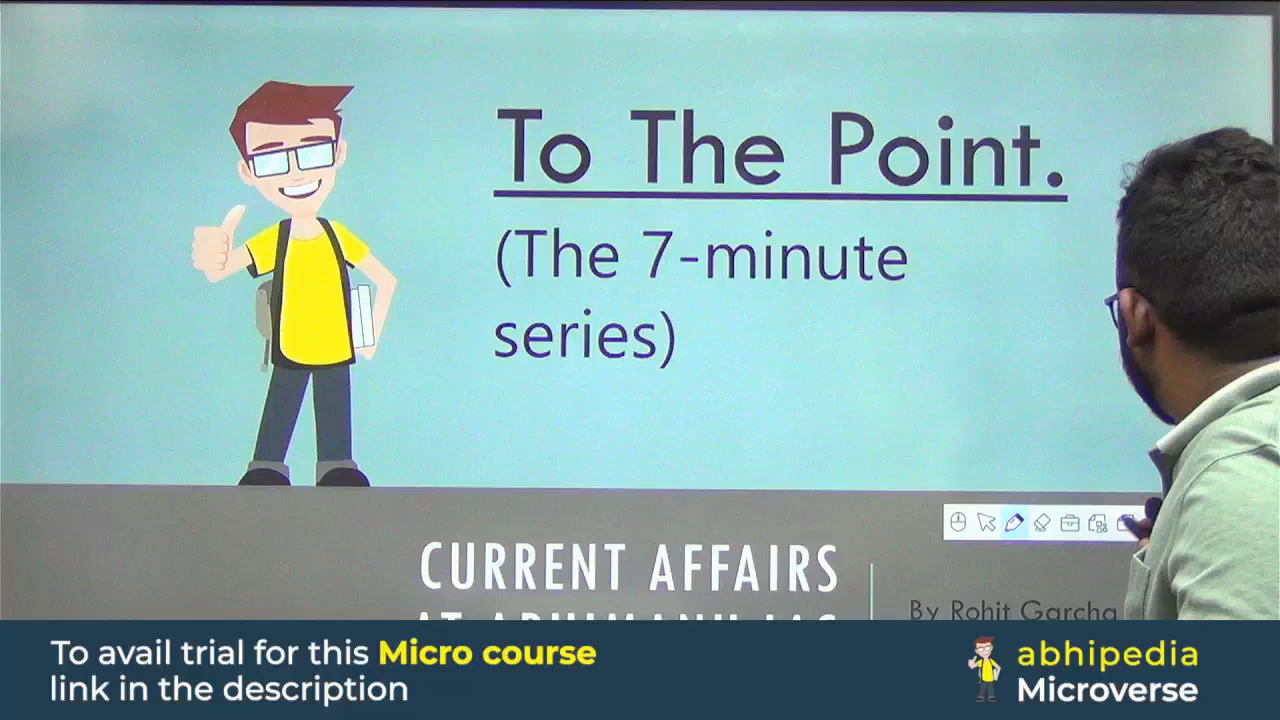 To The Point.
(The 7-minute
series)
CURRENT AFFAIRS
By Rohit Garcha
To avail trial for this Micro course
link in the description
abhipedia
Microverse